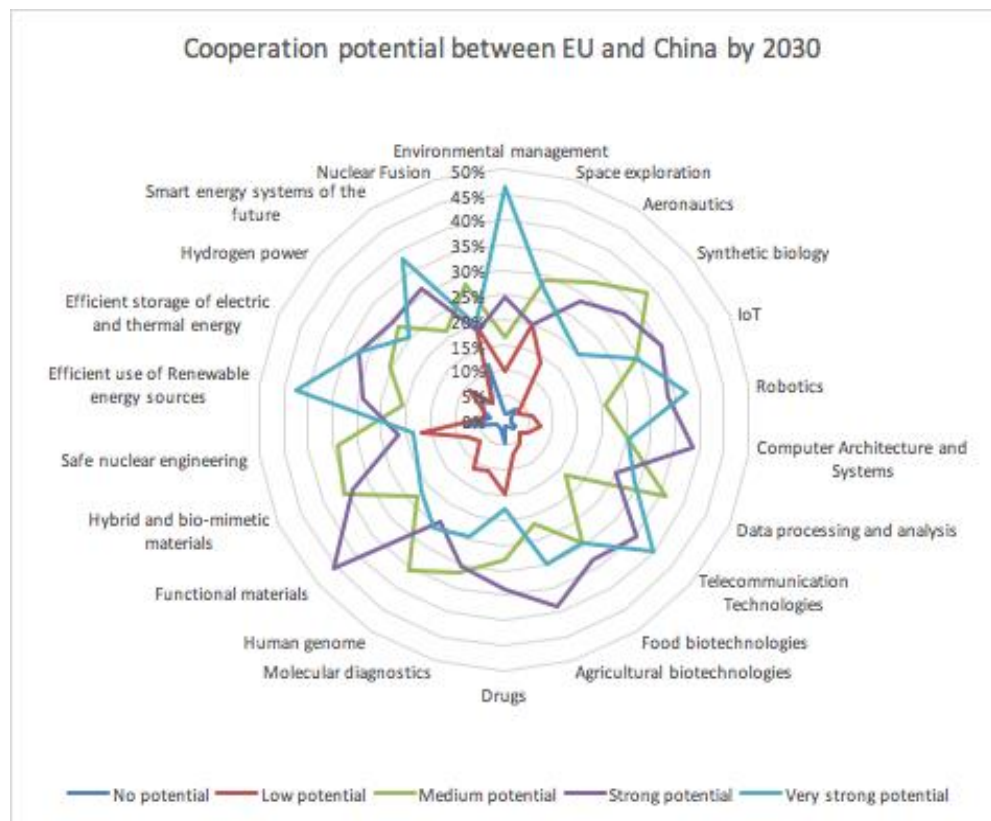 Cooperation potential between EU and China by 2030
Environmental management
Nuclear Fusion
50%
Space exploration
Smart energy systems of the
future
45%
Aeronautics
40%
Hydrogen power
35%
Synthetic biology
30%
Efficient storage of electric
and thermal energy
25%
IoT
20%
15%
Efficient use of Renewable
energy sources
10%
Robotics
5%
0%
Safe nuclear engineering
Computer Architecture and
Systems
Hybrid and bio-mimetic
materials
Data processing and analysis
Functional materials
Telecommunication
Technologies
Human genome
Food biotechnologies
Molecular diagnostics
Agricultural biotechnologies
Drugs
No potential
Low potential
Medium potential
Strong potential
Very strong potential